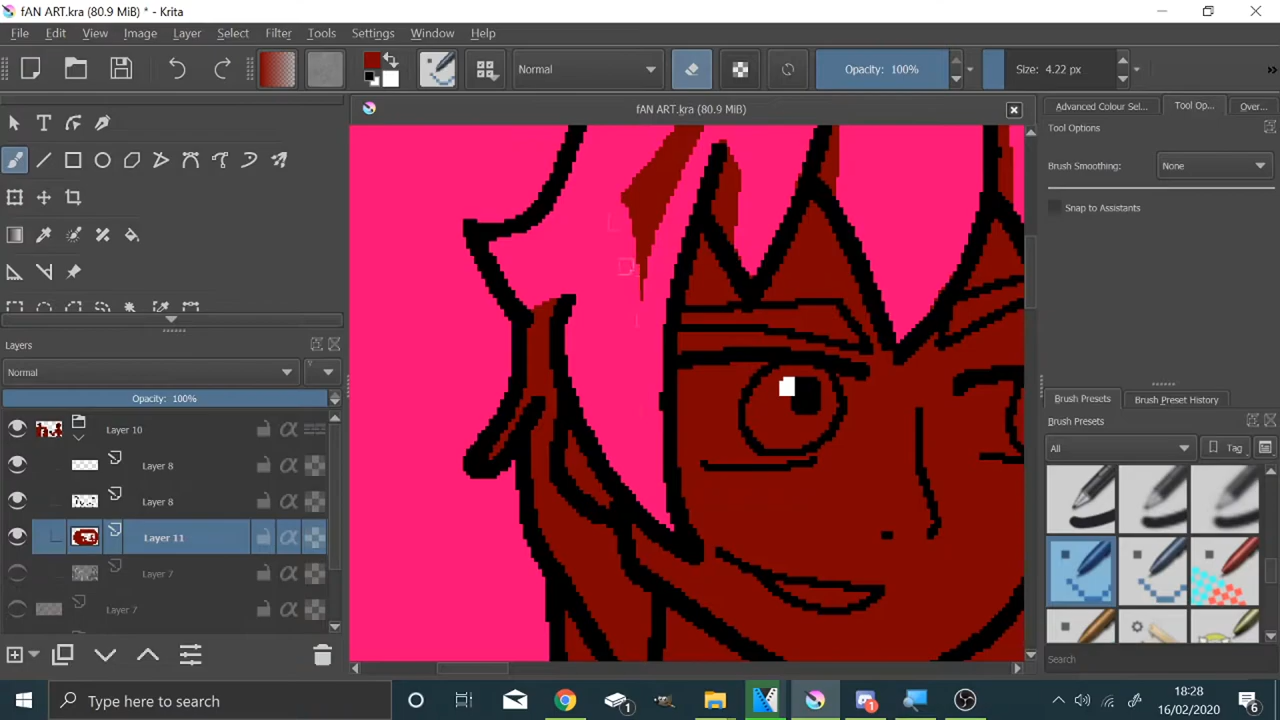 fAN ART.kra (80.9 MiB) * - Krita
File Edit View Image Layer Select Filter Tools Settings Window Help
Normal Opacity: 100% Size: 4.22 px
fAN ART.kra (80.9 MiB)
Advanced Colour Sel... Tool Op... Over...
Tool Options
Brush Smoothing: None
Snap to Assistants
Layers
Normal
Opacity: 100%
Layer 10
Layer 8
Layer 8
Layer 11
Layer 7
Layer 7
Brush Presets Brush Preset History
Brush Presets
All Tag
Search
Type here to search
1
1
18:28
16/02/2020
6